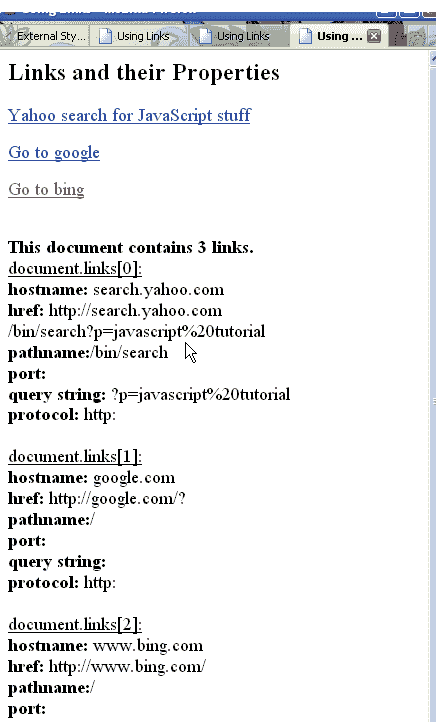 External Sty...
Using Links
Using Links
Using ...
Links and their Properties
Yahoo search for JavaScript stuff
Go to google
Go to bing
This document contains 3 links.
document.links[0]:
hostname: search.yahoo.com
href: http://search.yahoo.com
/bin/search?p=javascript%20tutorial
pathname:/bin/search
port:
query string: ?p=javascript%20tutorial
protocol: http:
document.links[1]:
hostname: google.com
href: http://google.com/?
pathname:/
port:
query string:
protocol: http:
document.links[2]:
hostname: www.bing.com
href: http://www.bing.com/
pathname:/
port: